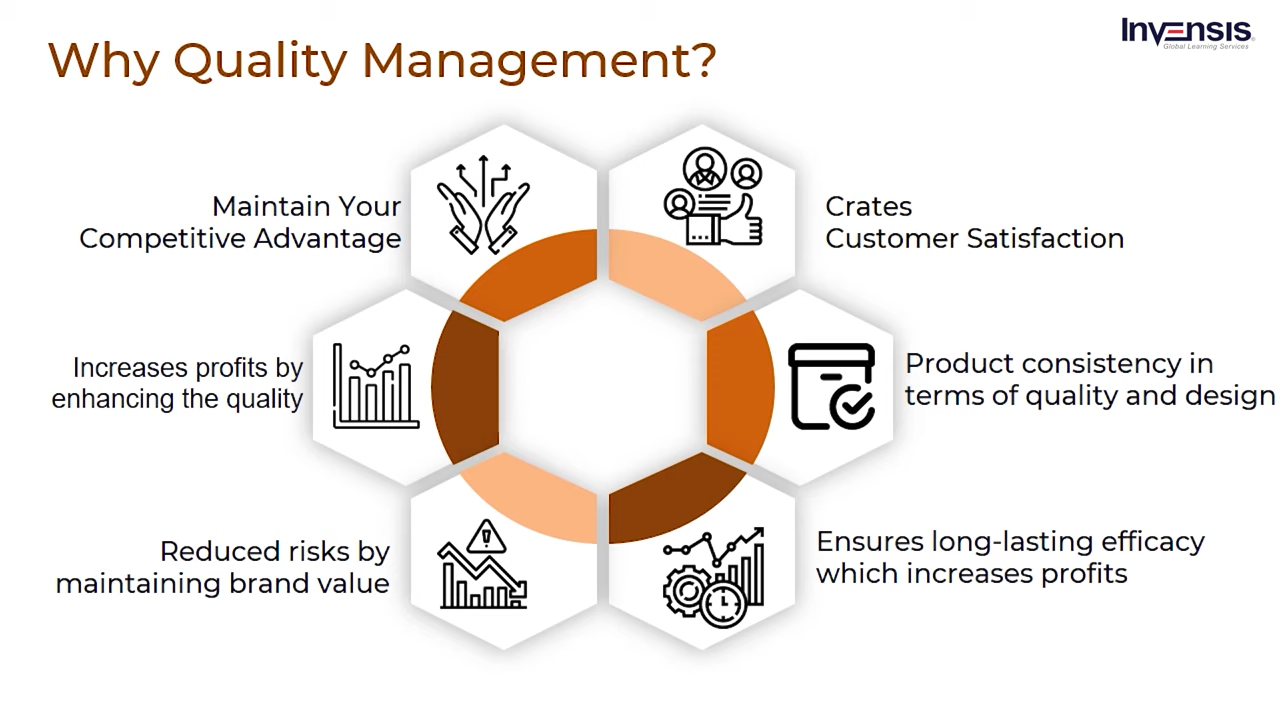 Invensis
Global Learning Services
Why Quality Management?
Maintain Your
Competitive Advantage
Crates
Customer Satisfaction
Increases profits by
enhancing the quality
Product consistency in
terms of quality and design
Reduced risks by
maintaining brand value
Ensures long-lasting efficacy
which increases profits